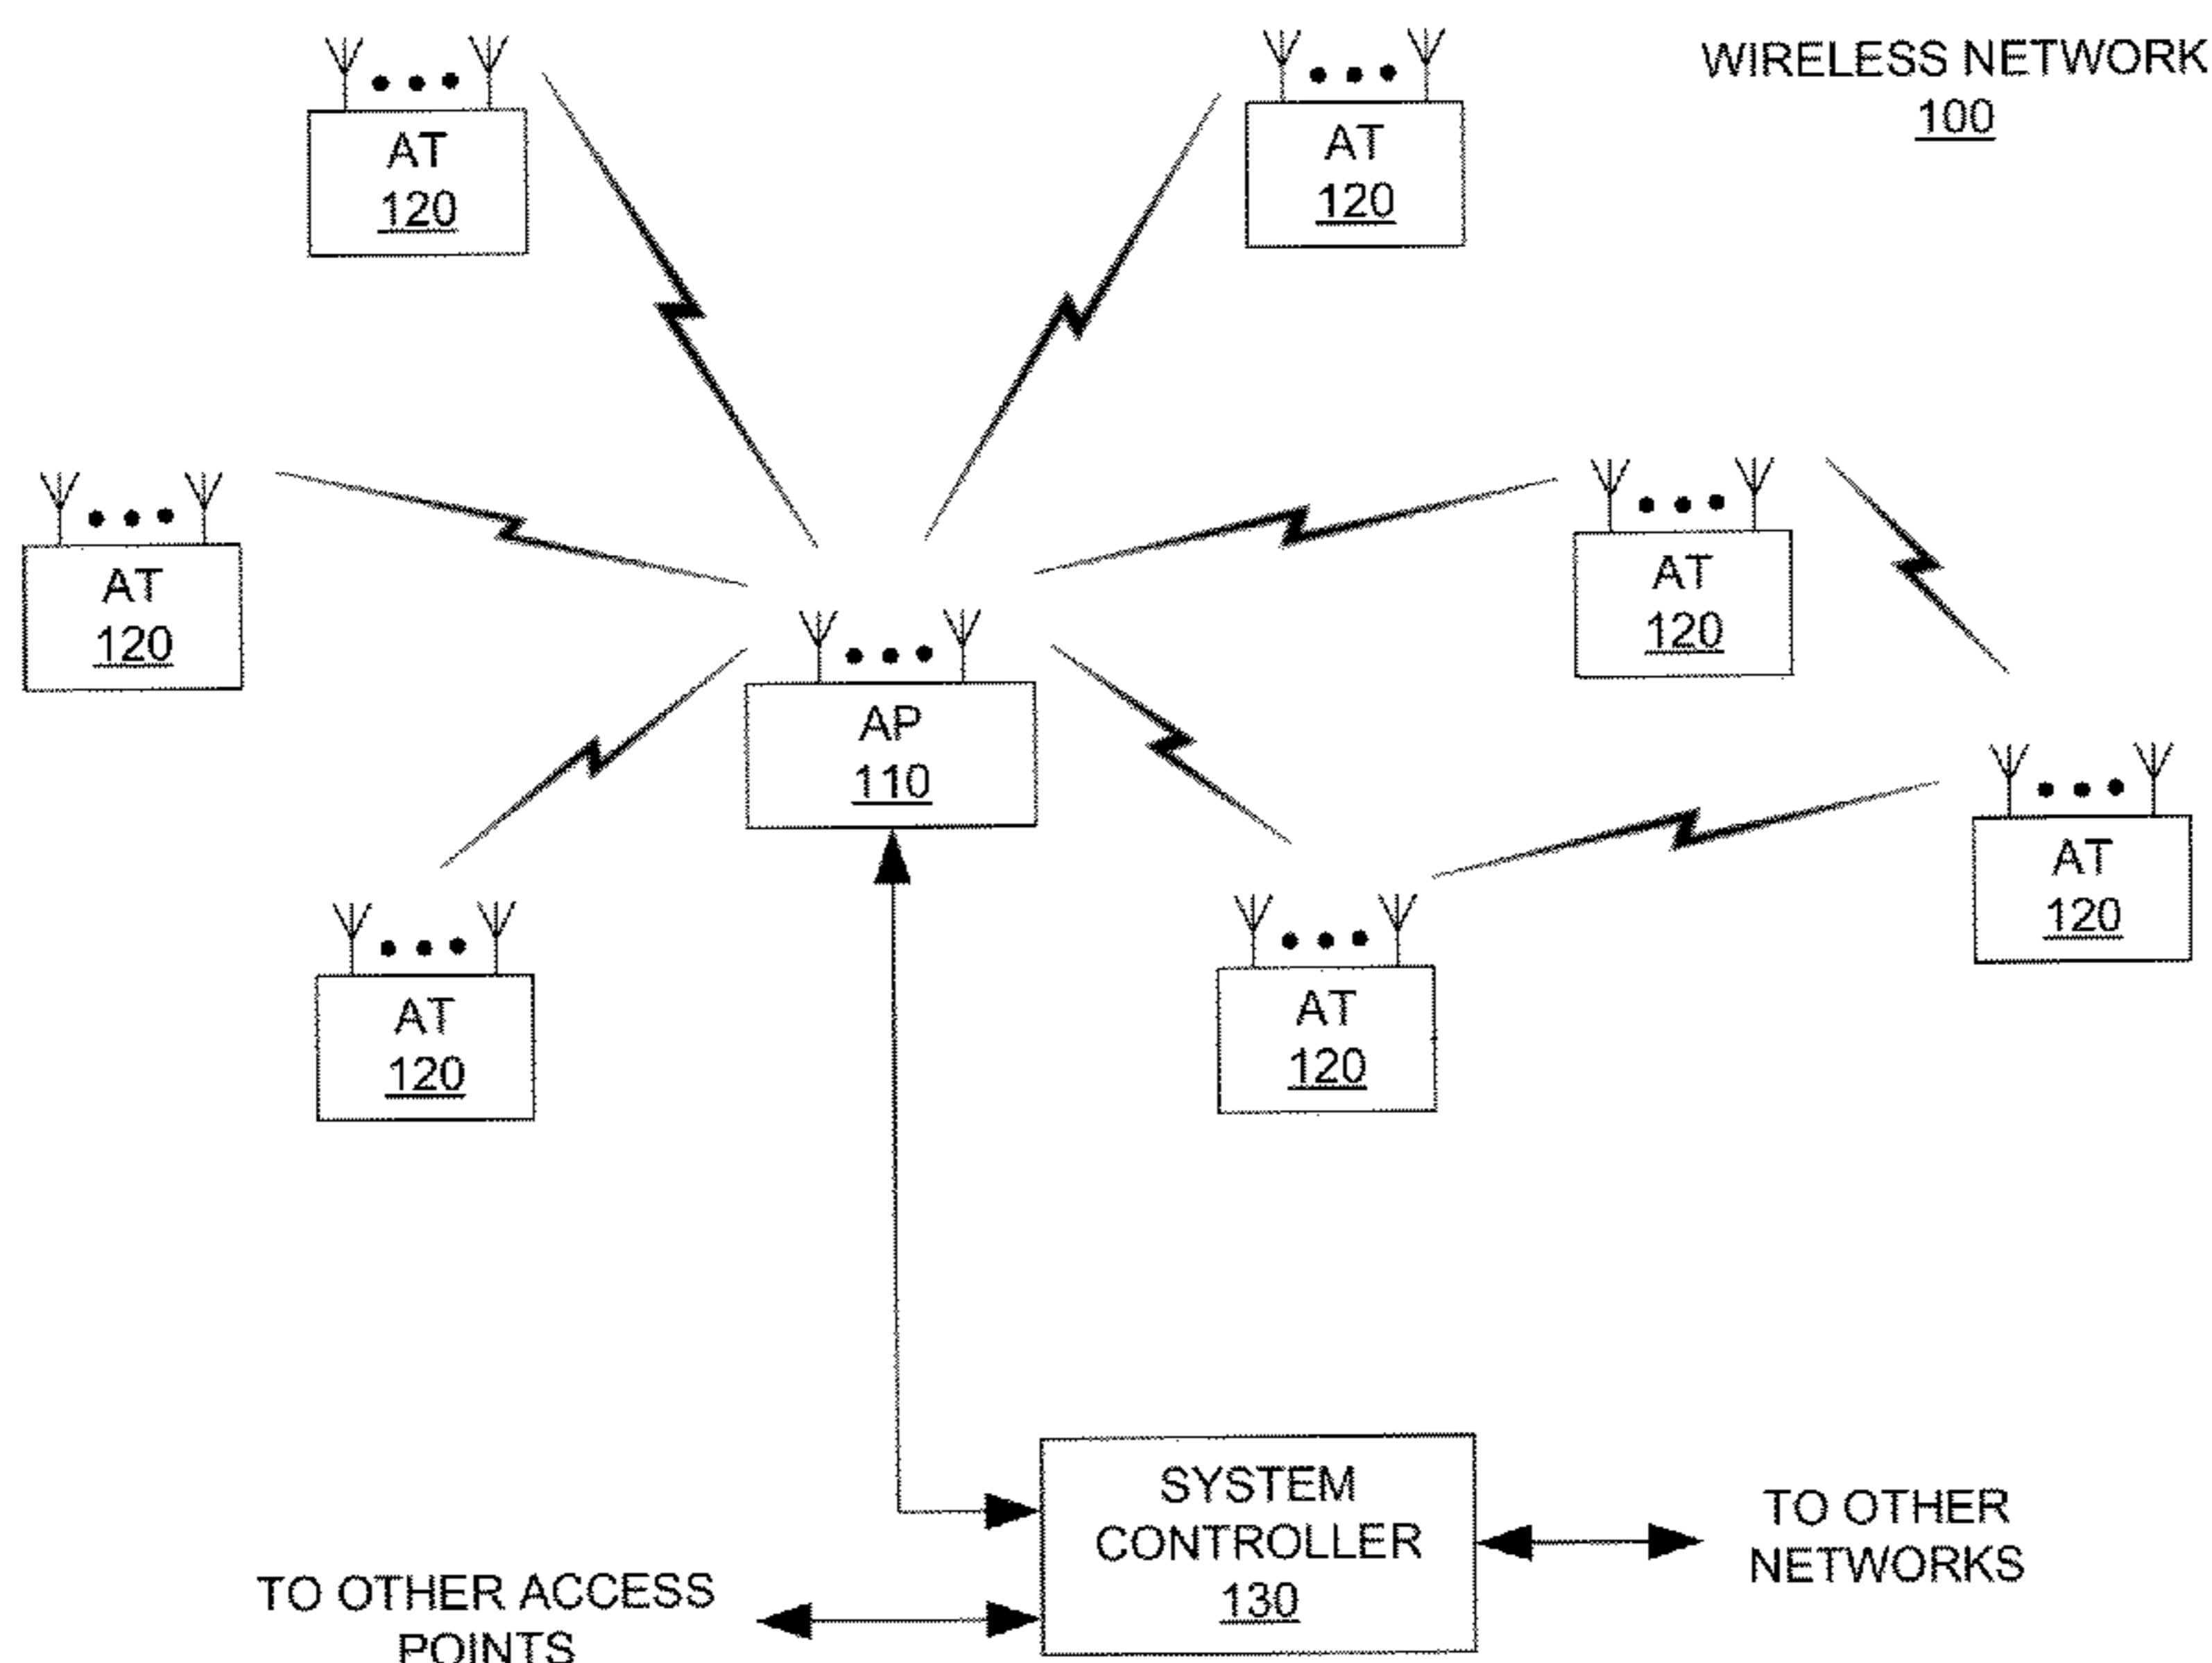 WIRELESS NETWORK
100
AT
120
AT
120
AT
120
AT
120
AP
110
AT
120
AT
120
AT
120
SYSTEM
CONTROLLER
130
TO OTHER
NETWORKS
TO OTHER ACCESS
POINTS